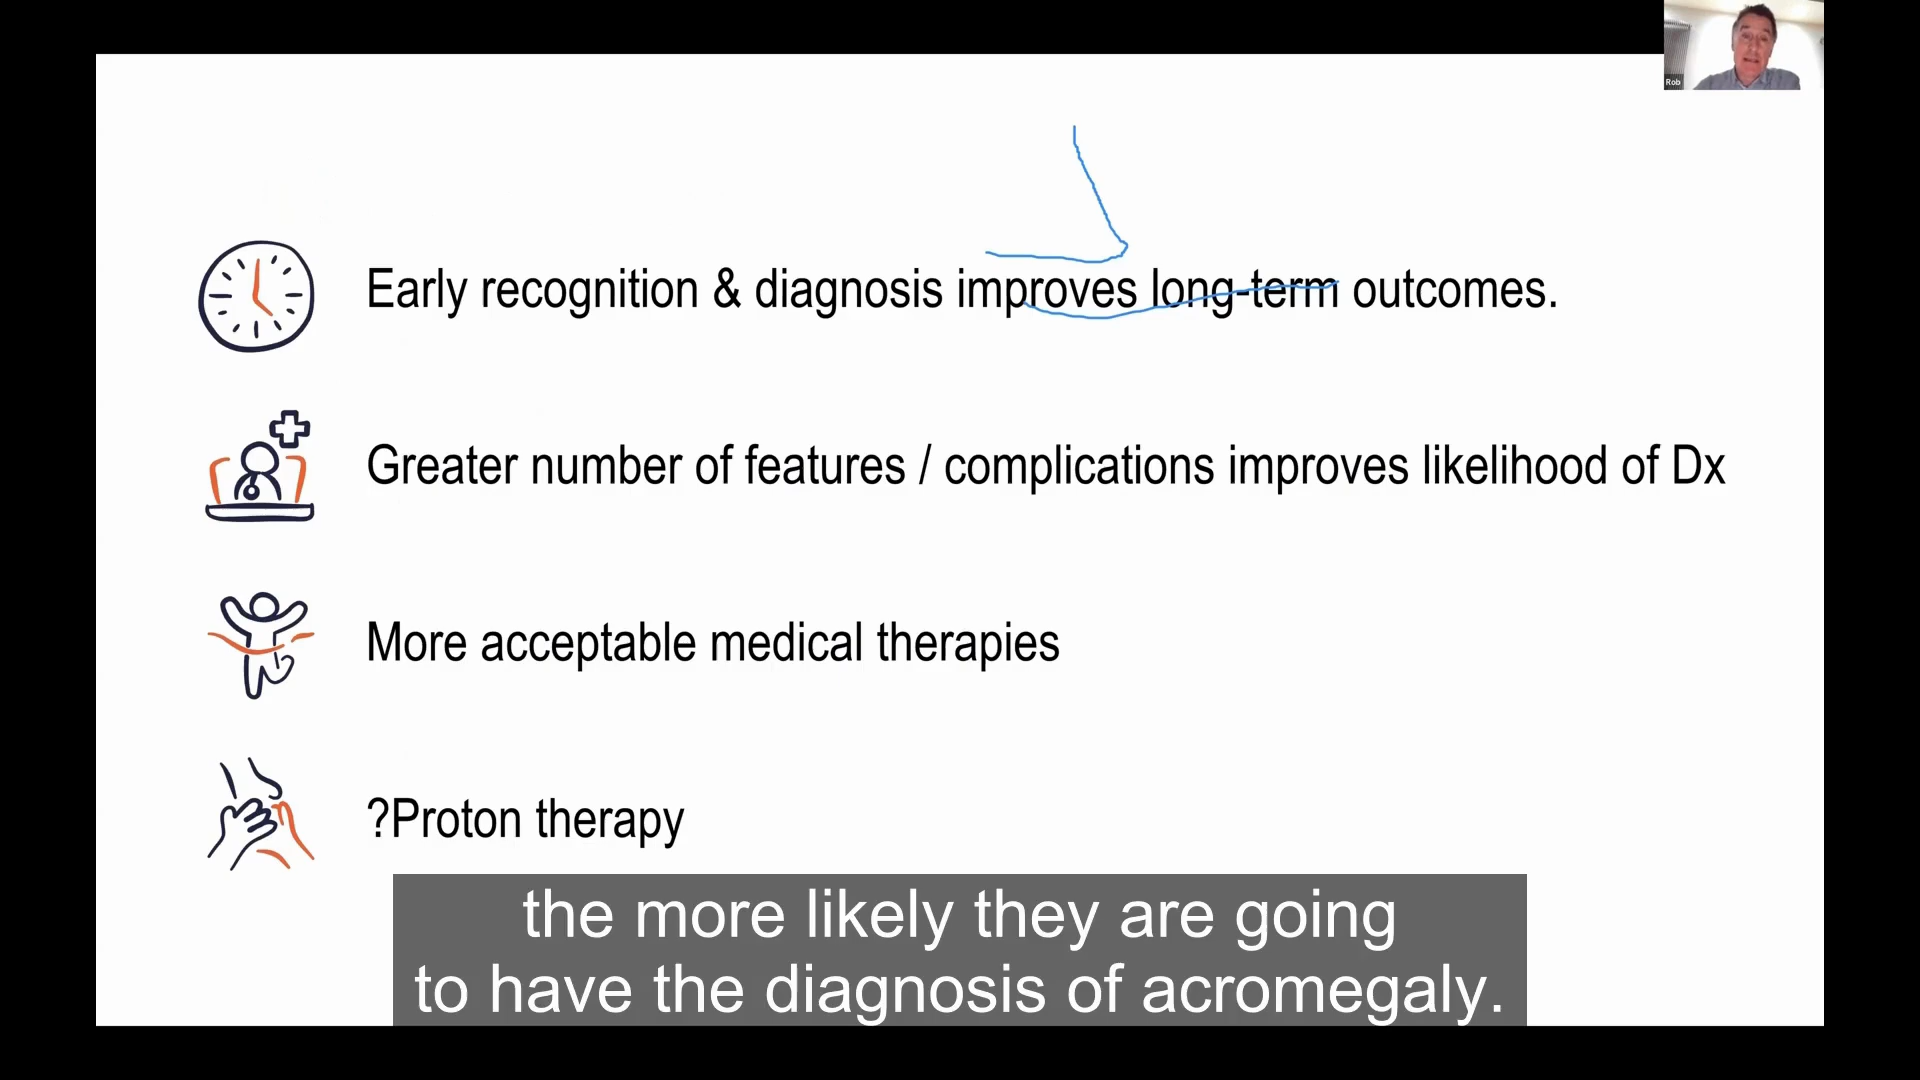 Rob
Early recognition & diagnosis improves long-term outcomes.
Greater number of features / complications improves likelihood of Dx
More acceptable medical therapies
?Proton therapy
the more likely they are going
to have the diagnosis of acromegaly.